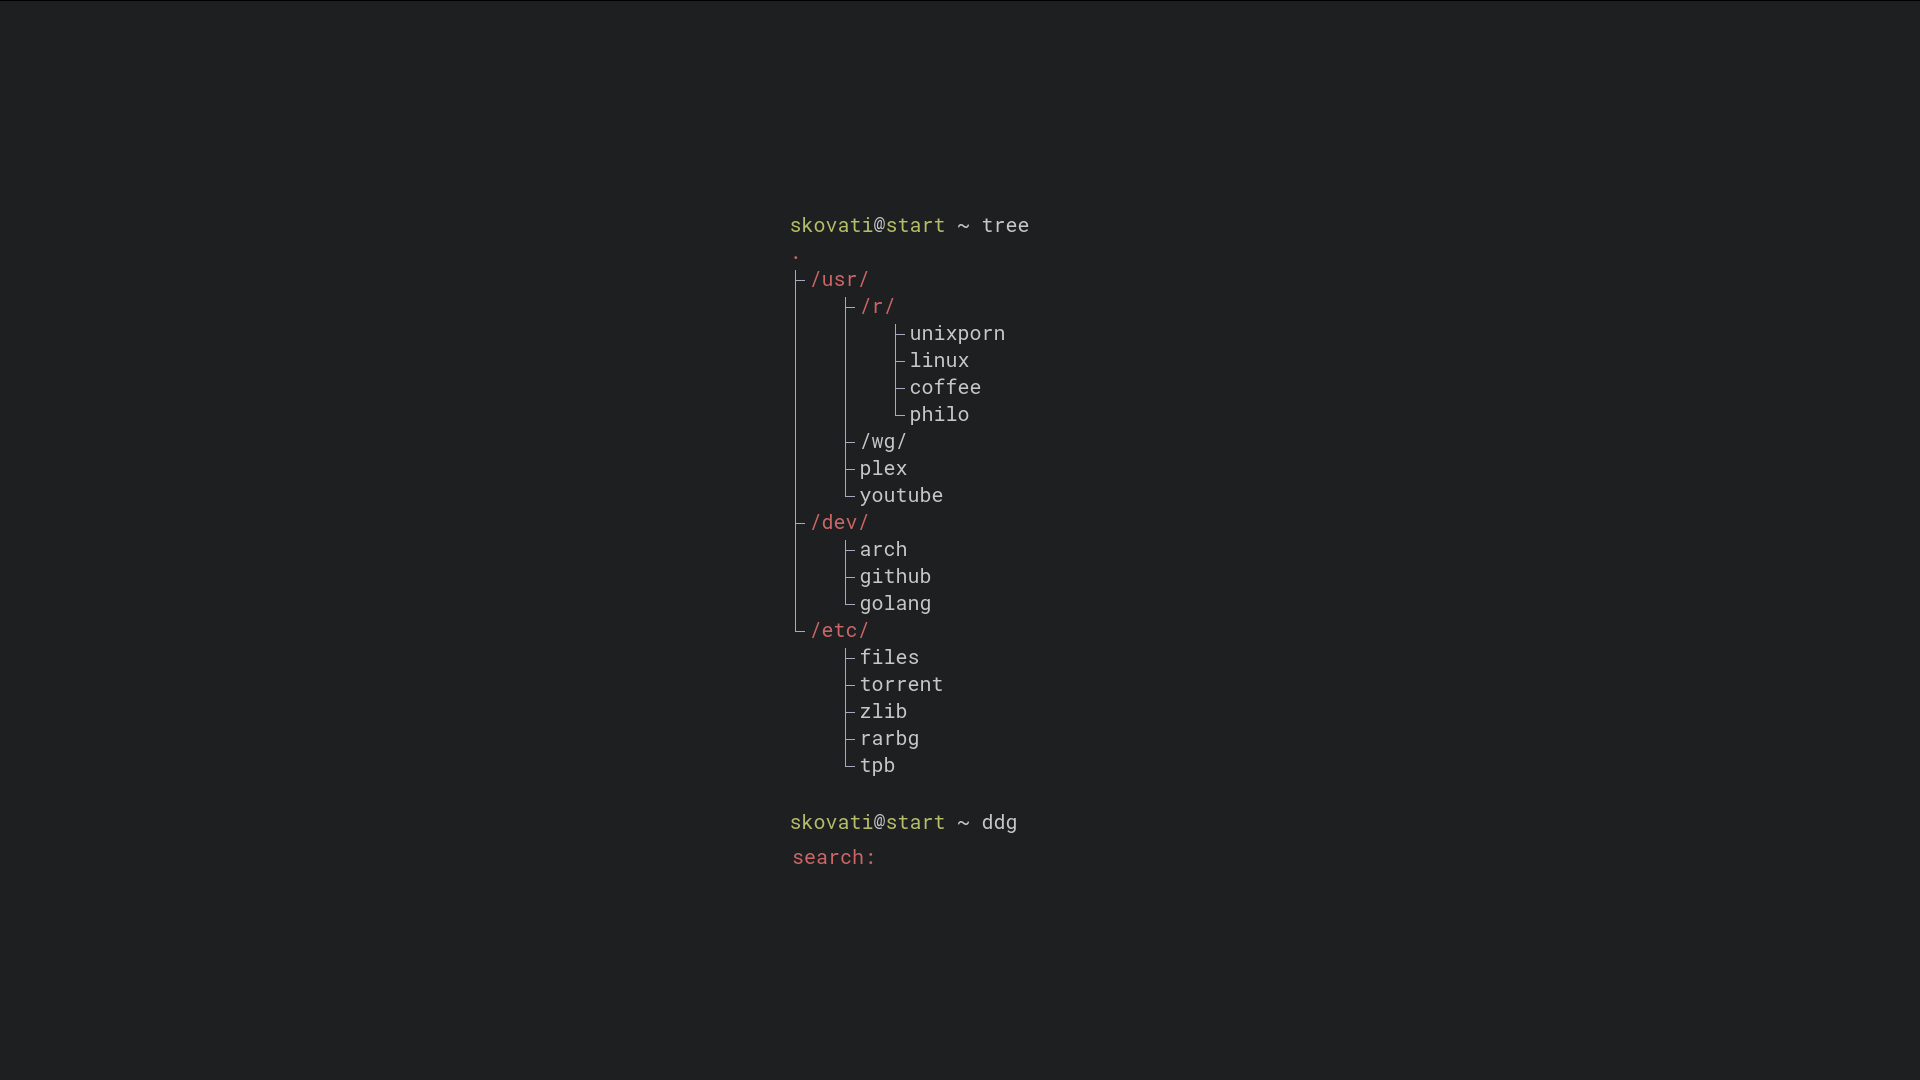 skovati@start ~ tree
.
/usr/
/r/
unixporn
linux
coffee
philo
/wg/
plex
youtube
/dev/
arch
github
golang
/etc/
files
torrent
zlib
rarbg
tpb
skovati@start ~ ddg
search: